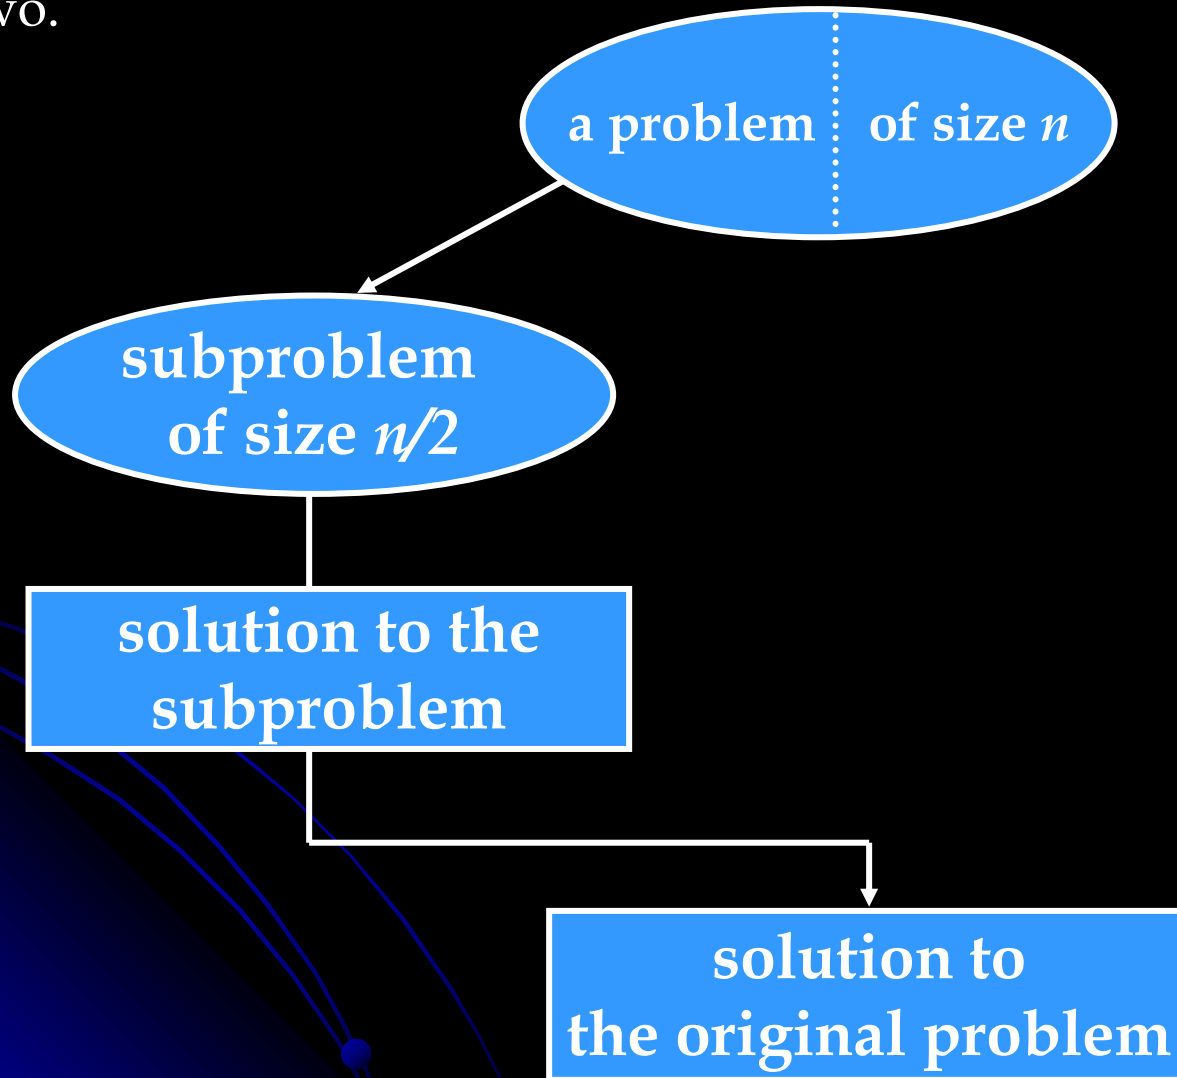 a problem of size n
subproblem
of size n/2
solution to the
subproblem
solution to
the original problem